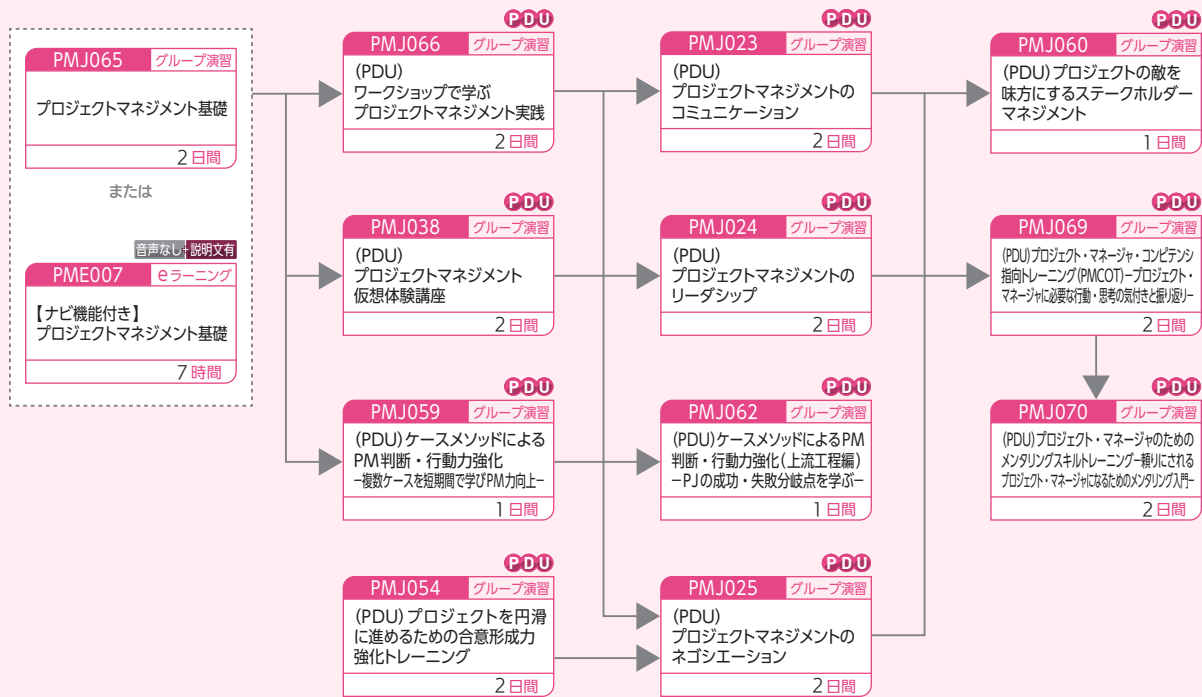 PMJ065 グループ演習
プロジェクトマネジメント基礎
2日間
または
音声なし+説明文有
PME007 eラーニング
【ナビ機能付き】
プロジェクトマネジメント基礎
7時間
PDU
PMJ066 グループ演習
(PDU)
ワークショップで学ぶ
プロジェクトマネジメント実践
2日間
PDU
PMJ038 グループ演習
(PDU)
プロジェクトマネジメント
仮想体験講座
2日間
PDU
PMJ059 グループ演習
(PDU)ケースメソッドによる
PM判断・行動力強化
−複数ケースを短期間で学びPM力向上−
1日間
PDU
PMJ054 グループ演習
(PDU)プロジェクトを円滑
に進めるための合意形成力
強化トレーニング
2日間
PDU
PMJ023 グループ演習
(PDU)
プロジェクトマネジメントの
コミュニケーション
2日間
PDU
PMJ024 グループ演習
(PDU)
プロジェクトマネジメントの
リーダシップ
2日間
PDU
PMJ062 グループ演習
(PDU)ケースメソッドによるPM
判断・行動力強化(上流工程編)
−PJの成功・失敗分岐点を学ぶ−
1日間
PDU
PMJ025 グループ演習
(PDU)
プロジェクトマネジメントの
ネゴシエーション
2日間
PDU
PMJ060 グループ演習
(PDU)プロジェクトの敵を
味方にするステークホルダー
マネジメント
1日間
PDU
PMJ069 グループ演習
(PDU)プロジェクト・マネージャ・コンピテンシ
指向トレーニング(PMCOT)−プロジェクト・
マネージャに必要な行動・思考の気付きと振り返り−
2日間
PDU
PMJ070 グループ演習
(PDU)プロジェクト・マネージャのための
メンタリングスキルトレーニング−頼りにされる
プロジェクト・マネージャになるためのメンタリング入門−
2日間